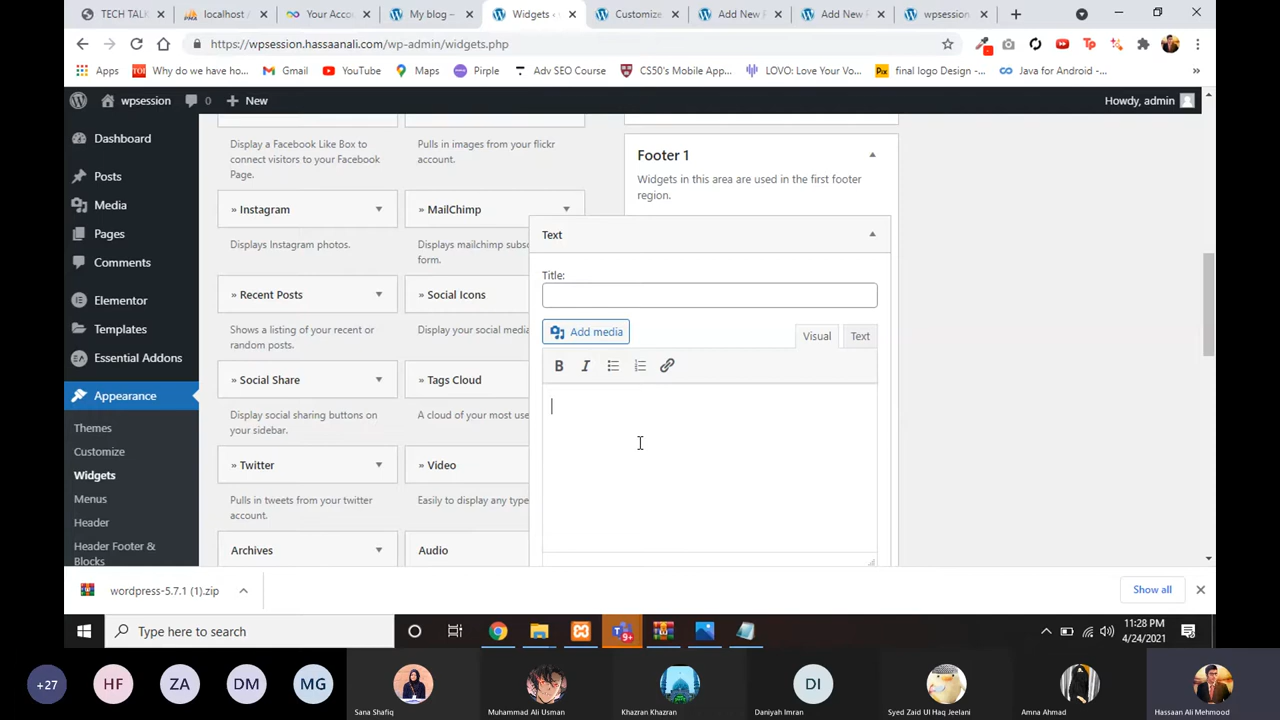 TECH TALK
localhost /
Your Acco
My blog –
Widgets ‹
Customize
Add New P
Add New P
wpsession
https://wpsession.hassaanali.com/wp-admin/widgets.php
Apps
TOI
Why do we have ho...
Gmail
YouTube
Maps
Pirple
Adv SEO Course
CS50's Mobile App...
LOVO: Love Your Vo...
Pix
final logo Design -...
Java for Android -...
wpsession
0
New
Howdy, admin
Dashboard
Posts
Media
Pages
Comments
Elementor
Templates
Essential Addons
Appearance
Themes
Customize
Widgets
Menus
Header
Header Footer &
Blocks
Display a Facebook Like Box to
connect visitors to your Facebook
Page.
Pulls in images from your flickr
account.
» Instagram
Displays Instagram photos.
» MailChimp
Displays mailchimp subsc
form.
» Recent Posts
Shows a listing of your recent or
random posts.
» Social Icons
Display your social media
» Social Share
Display social sharing buttons on
your sidebar.
» Tags Cloud
A cloud of your most use
» Twitter
Pulls in tweets from your twitter
account.
» Video
Easily to display any type
Archives
Audio
Footer 1
Widgets in this area are used in the first footer
region.
Text
Title:
Add media
Visual
Text
B
I
wordpress-5.7.1 (1).zip
Show all
Type here to search
9+
11:28 PM
4/24/2021
+27
HF
ZA
DM
MG
Sana Shafiq
Muhammad Ali Usman
Khazran Khazran
DI
Daniyah Imran
Syed Zaid Ul Haq Jeelani
Amna Ahmad
Hassaan Ali Mehmood